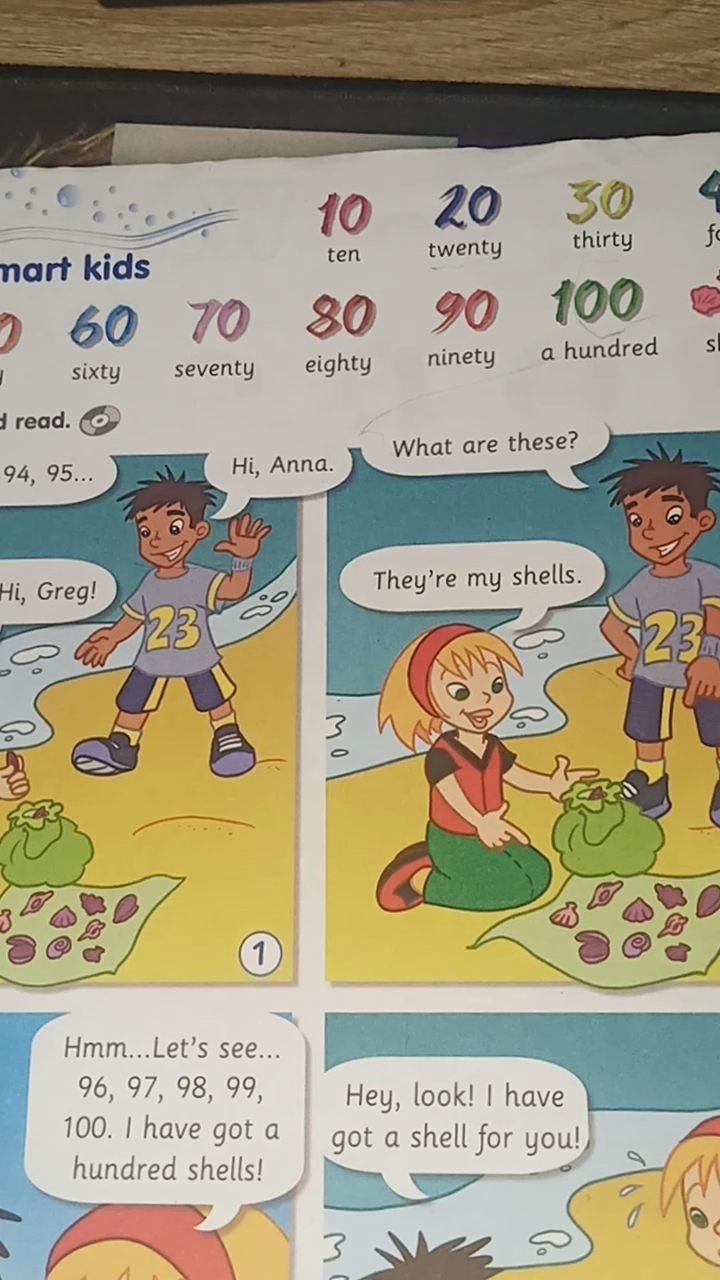 mart kids
10 20 30 4
ten twenty thirty
60 70 80 90 100
sixty seventy eighty ninety a hundred
d read.
94, 95...
Hi, Anna.
Hi, Greg!
23
1
What are these?
They're my shells.
23
Hmm...Let's see...
96, 97, 98, 99,
100. I have got a
hundred shells!
Hey, look! I have
got a shell for you!